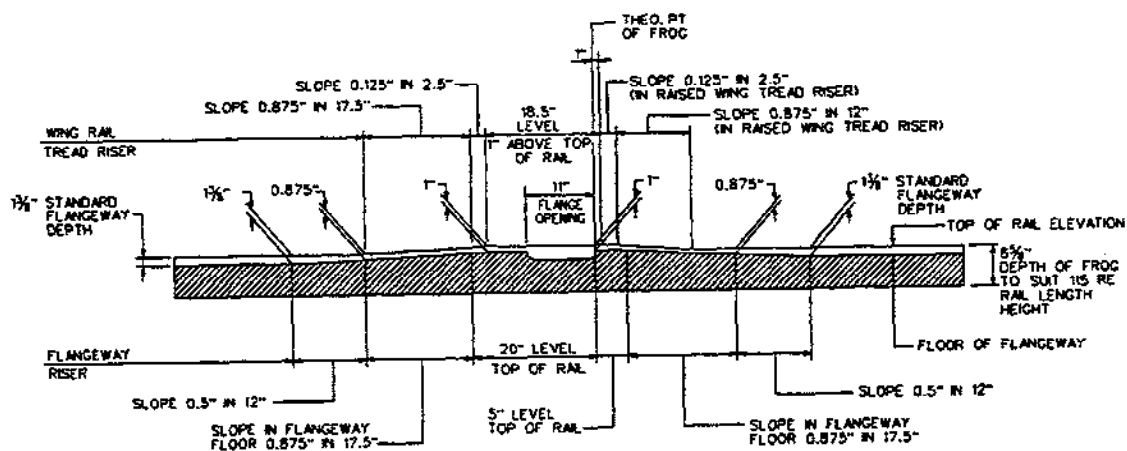 THEO. PT
OF FROG
1"
SLOPE 0.125" IN 2.5"
SLOPE 0.875" IN 17.5"
SLOPE 0.125" IN 2.5"
(IN RAISED WING TREAD RISER)
18.5"
LEVEL
1" ABOVE TOP
OF RAIL
SLOPE 0.875" IN 12"
(IN RAISED WING TREAD RISER)
WING RAIL
TREAD RISER
1⅜" STANDARD
FLANGEWAY
DEPTH
1⅜"
0.875"
1"
11"
FLANGE
OPENING
1"
0.875"
1⅜" STANDARD
FLANGEWAY
DEPTH
TOP OF RAIL ELEVATION
DEPTH OF FROG
TO SUIT 115 RE
RAIL LENGTH
HEIGHT
FLANGEWAY
RISER
20" LEVEL
TOP OF RAIL
FLOOR OF FLANGEWAY
SLOPE 0.5" IN 12"
SLOPE IN FLANGEWAY
FLOOR 0.875" IN 17.5"
5" LEVEL
TOP OF RAIL
SLOPE 0.5" IN 12"
SLOPE IN FLANGEWAY
FLOOR 0.875" IN 17.5"